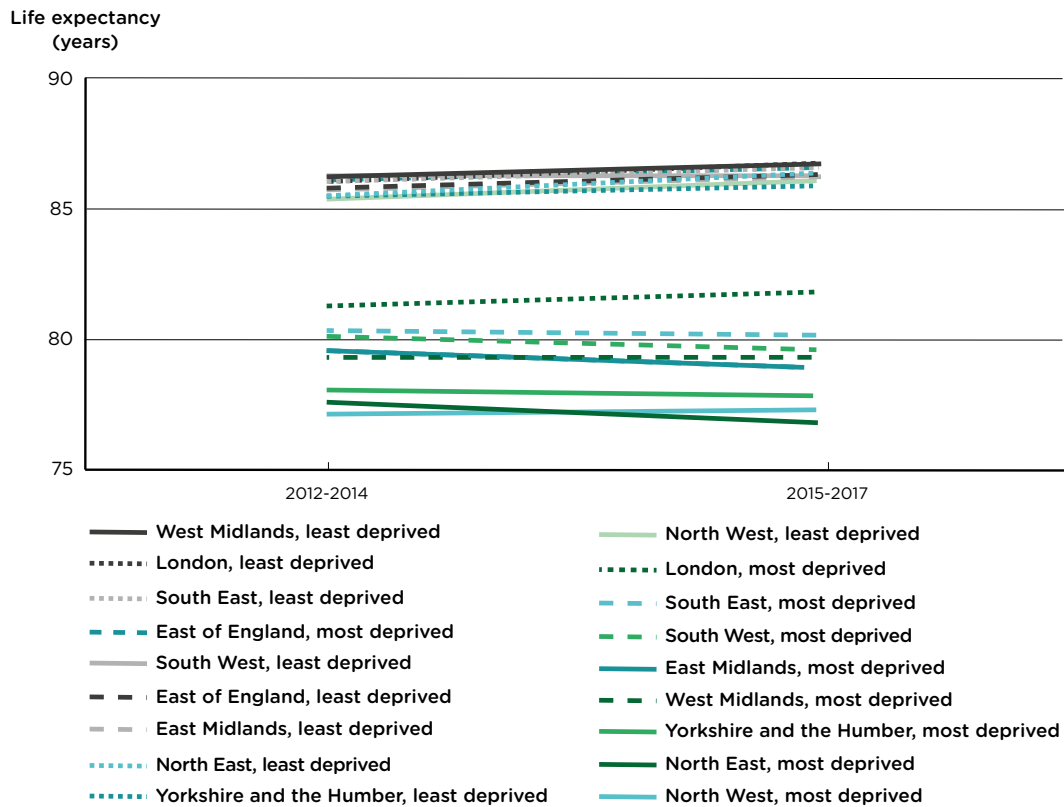 Life expectancy
(years)
90
85
80
75
2012-2014
2015-2017
West Midlands, least deprived
London, least deprived
South East, least deprived
East of England, most deprived
South West, least deprived
East of England, least deprived
East Midlands, least deprived
North East, least deprived
Yorkshire and the Humber, least deprived
North West, least deprived
London, most deprived
South East, most deprived
South West, most deprived
East Midlands, most deprived
West Midlands, most deprived
Yorkshire and the Humber, most deprived
North East, most deprived
North West, most deprived